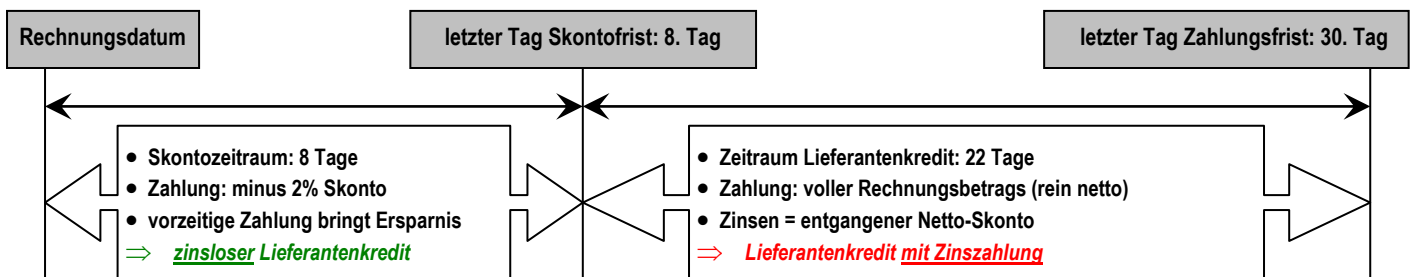 Rechnungsdatum
letzter Tag Skontofrist: 8. Tag
letzter Tag Zahlungsfrist: 30. Tag
• Skontozeitraum: 8 Tage
• Zahlung: minus 2% Skonto
• vorzeitige Zahlung bringt Ersparnis
⇒ zinsloser Lieferantenkredit
• Zeitraum Lieferantenkredit: 22 Tage
• Zahlung: voller Rechnungsbetrags (rein netto)
• Zinsen = entgangener Netto-Skonto
⇒ Lieferantenkredit mit Zinszahlung